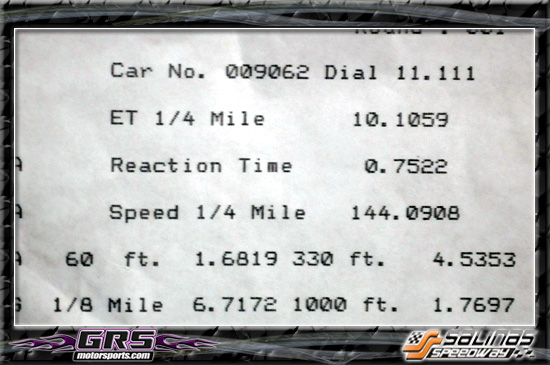 Car No. 009062 Dial 11.111
ET 1/4 Mile 10.1059
A Reaction Time 0.7522
A Speed 1/4 Mile 144.0908
A 60 ft. 1.6819 330 ft. 4.5353
1/8 Mile 6.7172 1000 ft. 1.7697
GRS
motorsports.com
Salinas
SPEEDWAY